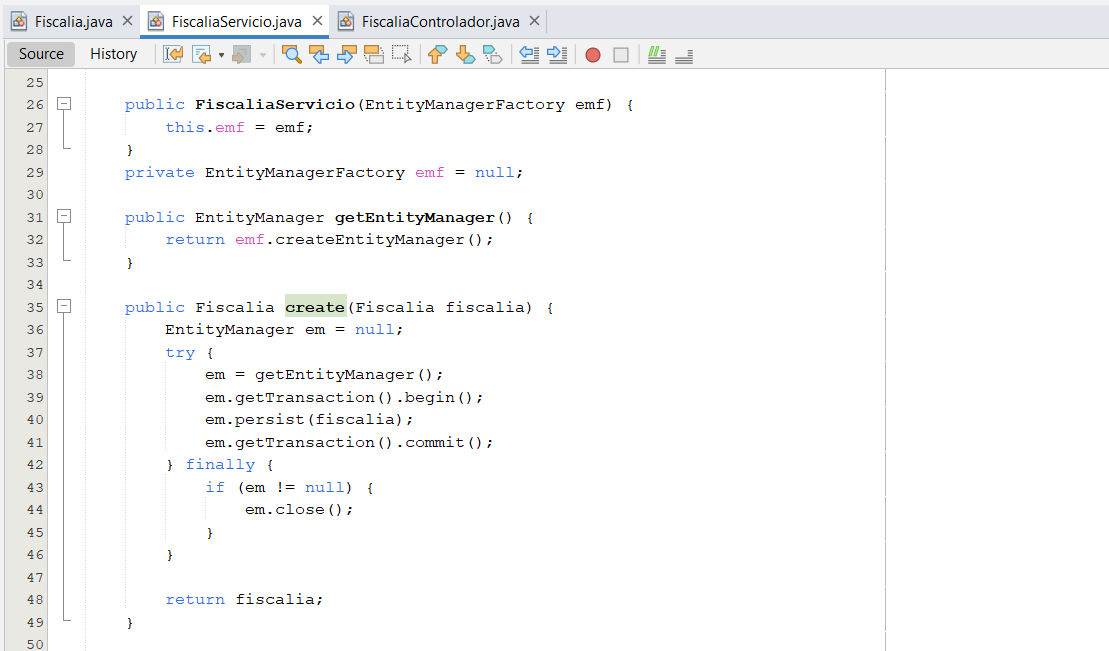 Fiscalia.java FiscaliaServicio.java FiscaliaControlador.java
Source History
25
26 public FiscaliaServicio(EntityManagerFactory emf) {
27 this.emf = emf;
28 }
29 private EntityManagerFactory emf = null;
30
31 public EntityManager getEntityManager() {
32 return emf.createEntityManager();
33 }
34
35 public Fiscalia create(Fiscalia fiscalia) {
36 EntityManager em = null;
37 try {
38 em = getEntityManager();
39 em.getTransaction().begin();
40 em.persist(fiscalia);
41 em.getTransaction().commit();
42 } finally {
43 if (em != null) {
44 em.close();
45 }
46 }
47
48 return fiscalia;
49 }
50